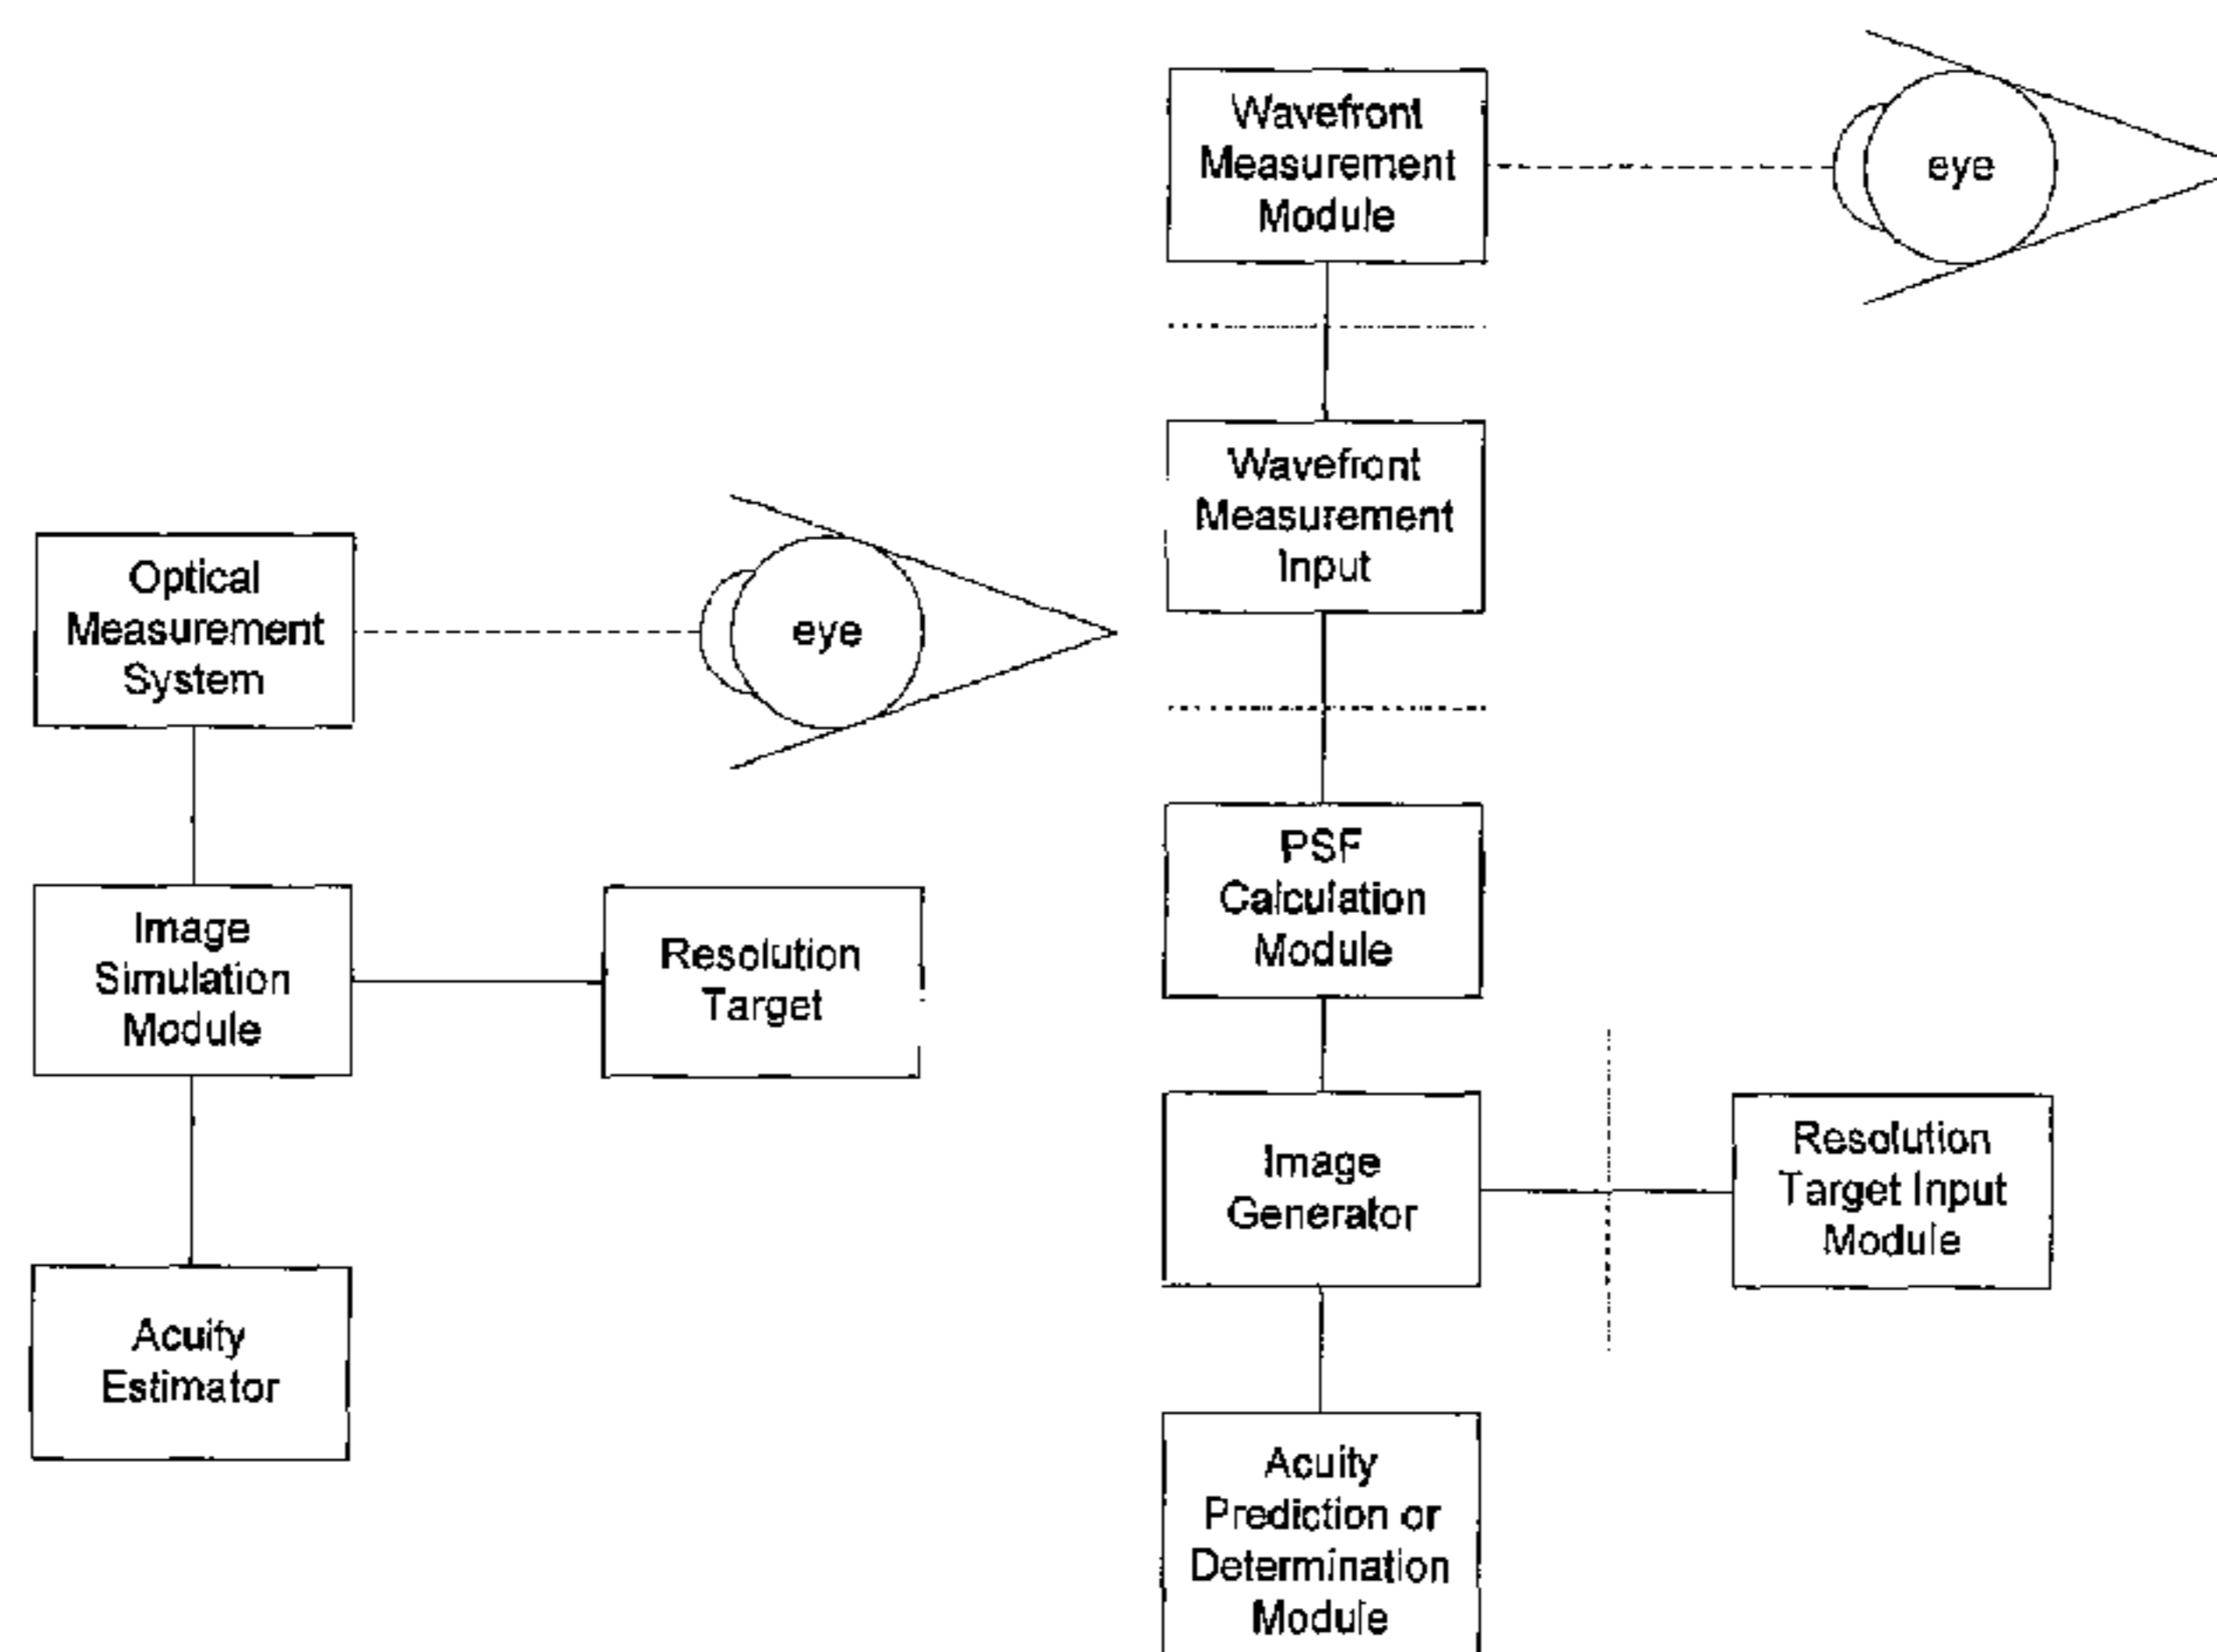 Optical
Measurement
System
eye
Image
Simulation
Module
Resolution
Target
Acuity
Estimator
Wavefront
Measurement
Module
eye
Wavefront
Measurement
Input
PSF
Calculation
Module
Image
Generator
Resolution
Target Input
Module
Acuity
Prediction or
Determination
Module